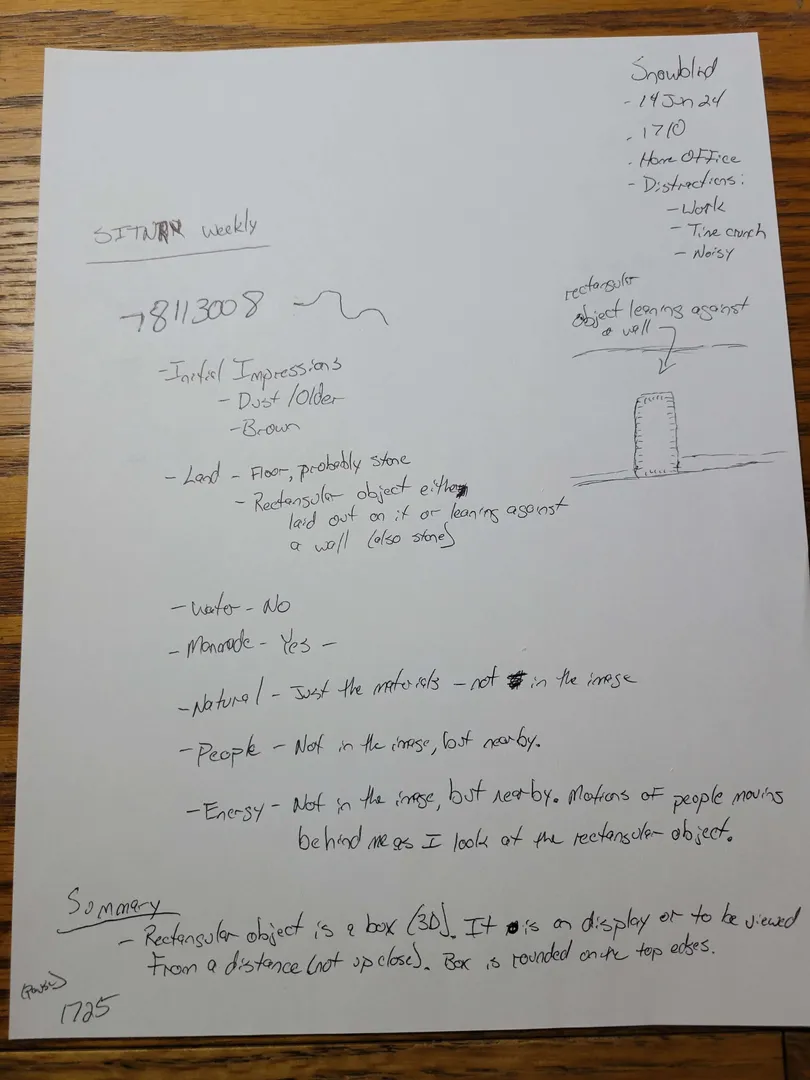 Snowblind
- 14 Jun 24
- 1710
- Home Office
- Distractions:
- Work
- Time crunch
- Noisy
weekly
78113008
rectangular
object leaning against
a wall
- Initial Impressions
- Dust / Older
- Brown
- Land - Floor, probably stone
- Rectangular object either
laid out on it or leaning against
a wall (also stone)
- Water - No
- Manmade - Yes -
- Natural - Just the materials - not in the image
- People - Not in the image, but nearby.
- Energy - Not in the image, but nearby. Motions of people moving
behind me as I look at the rectangular object.
Summary
- Rectangular object is a box (3D). It is on display or to be viewed
from a distance (not up close). Box is rounded on the top edges.
(Pause)
1725